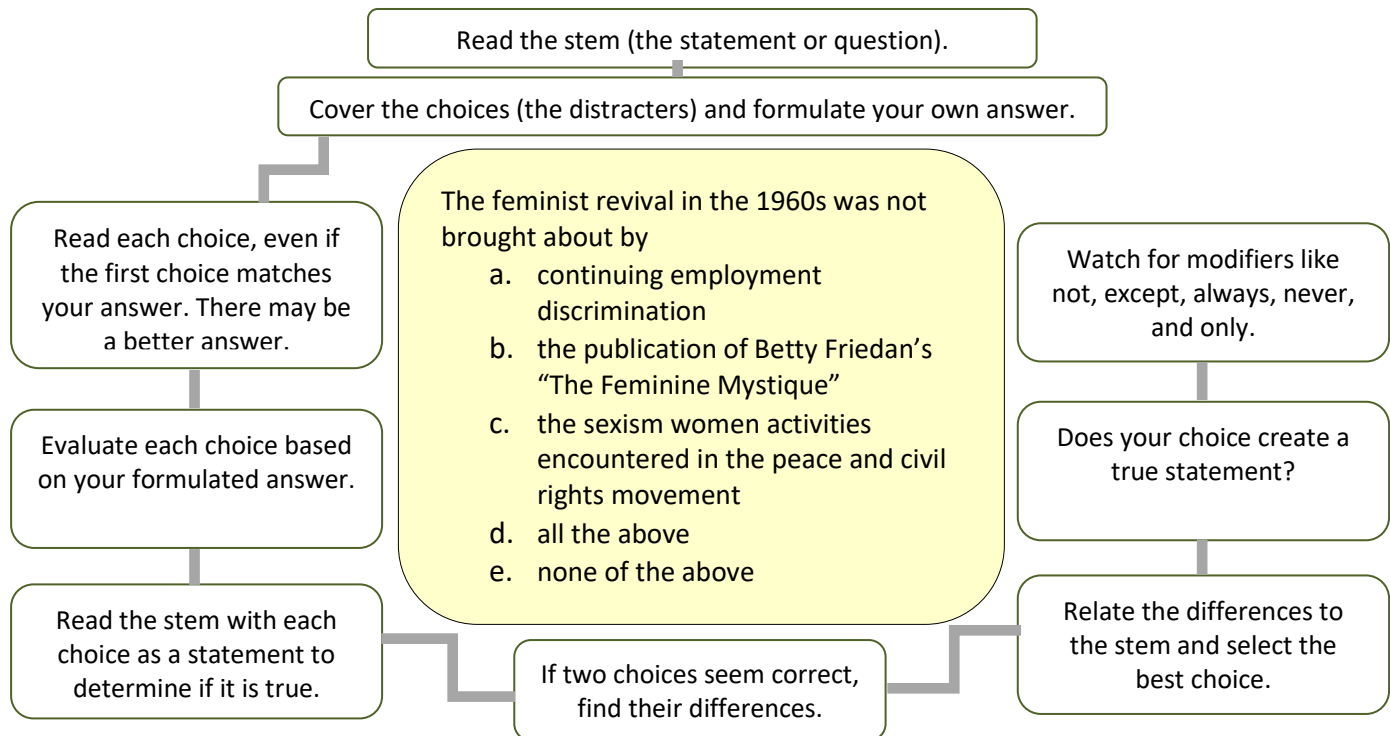 Read the stem (the statement or question).
Cover the choices (the distracters) and formulate your own answer.
Read each choice, even if
the first choice matches
your answer. There may be
a better answer.
Evaluate each choice based
on your formulated answer.
Read the stem with each
choice as a statement to
determine if it is true.
The feminist revival in the 1960s was not
brought about by
a. continuing employment
discrimination
b. the publication of Betty Friedan’s
“The Feminine Mystique”
c. the sexism women activities
encountered in the peace and civil
rights movement
d. all the above
e. none of the above
If two choices seem correct,
find their differences.
Relate the differences to
the stem and select the
best choice.
Does your choice create a
true statement?
Watch for modifiers like
not, except, always, never,
and only.